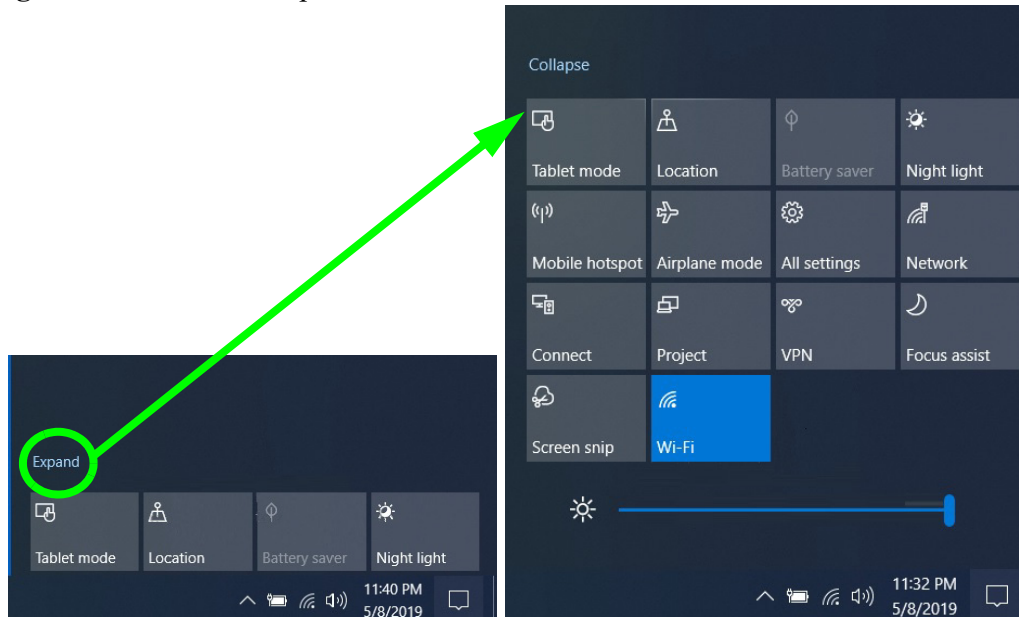 Collapse
Tablet mode Location Battery saver Night light
Mobile hotspot Airplane mode All settings Network
Connect Project VPN Focus assist
Screen snip Wi-Fi
11:32 PM
5/8/2019
Expand
Tablet mode Location Battery saver Night light
11:40 PM
5/8/2019